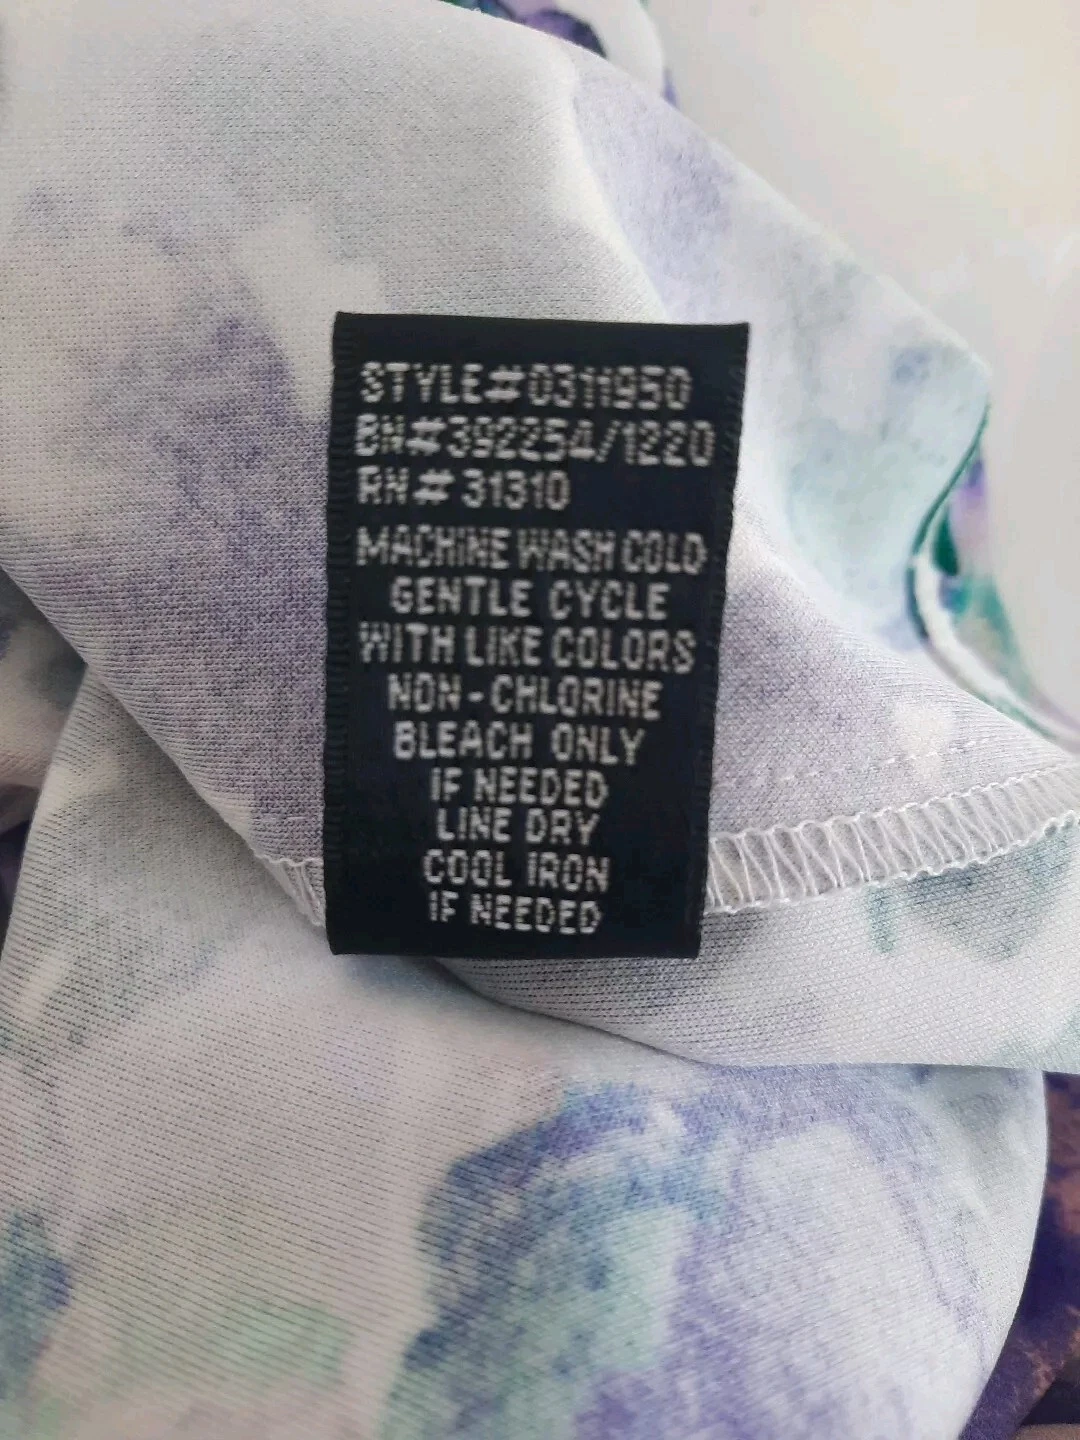 STYLE#0311950
BN#392254/1220
RN#31310
MACHINE WASH COLD
GENTLE CYCLE
WITH LIKE COLORS
NON-CHLORINE
BLEACH ONLY
IF NEEDED
LINE DRY
COOL IRON
IF NEEDED